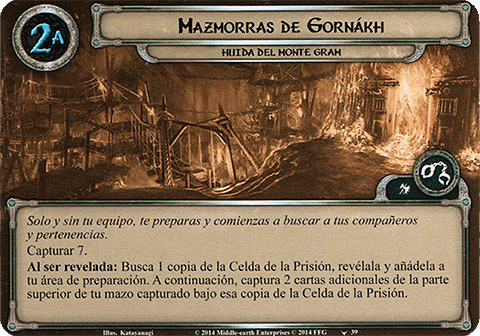 2A
Mazmorras de Gornákh
Huida del Monte Gram
Solo y sin tu equipo, te preparas y comienzas a buscar a tus compañeros
y pertenencias.
Capturar 7.
Al ser revelada: Busca 1 copia de la Celda de la Prisión, revélala y añádela a
tu área de preparación. A continuación, captura 2 cartas adicionales de la parte
superior de tu mazo capturado bajo esa copia de la Celda de la Prisión.
Illus. Katayanagi © 2014 Middle-earth Enterprises © 2014 FFG 39